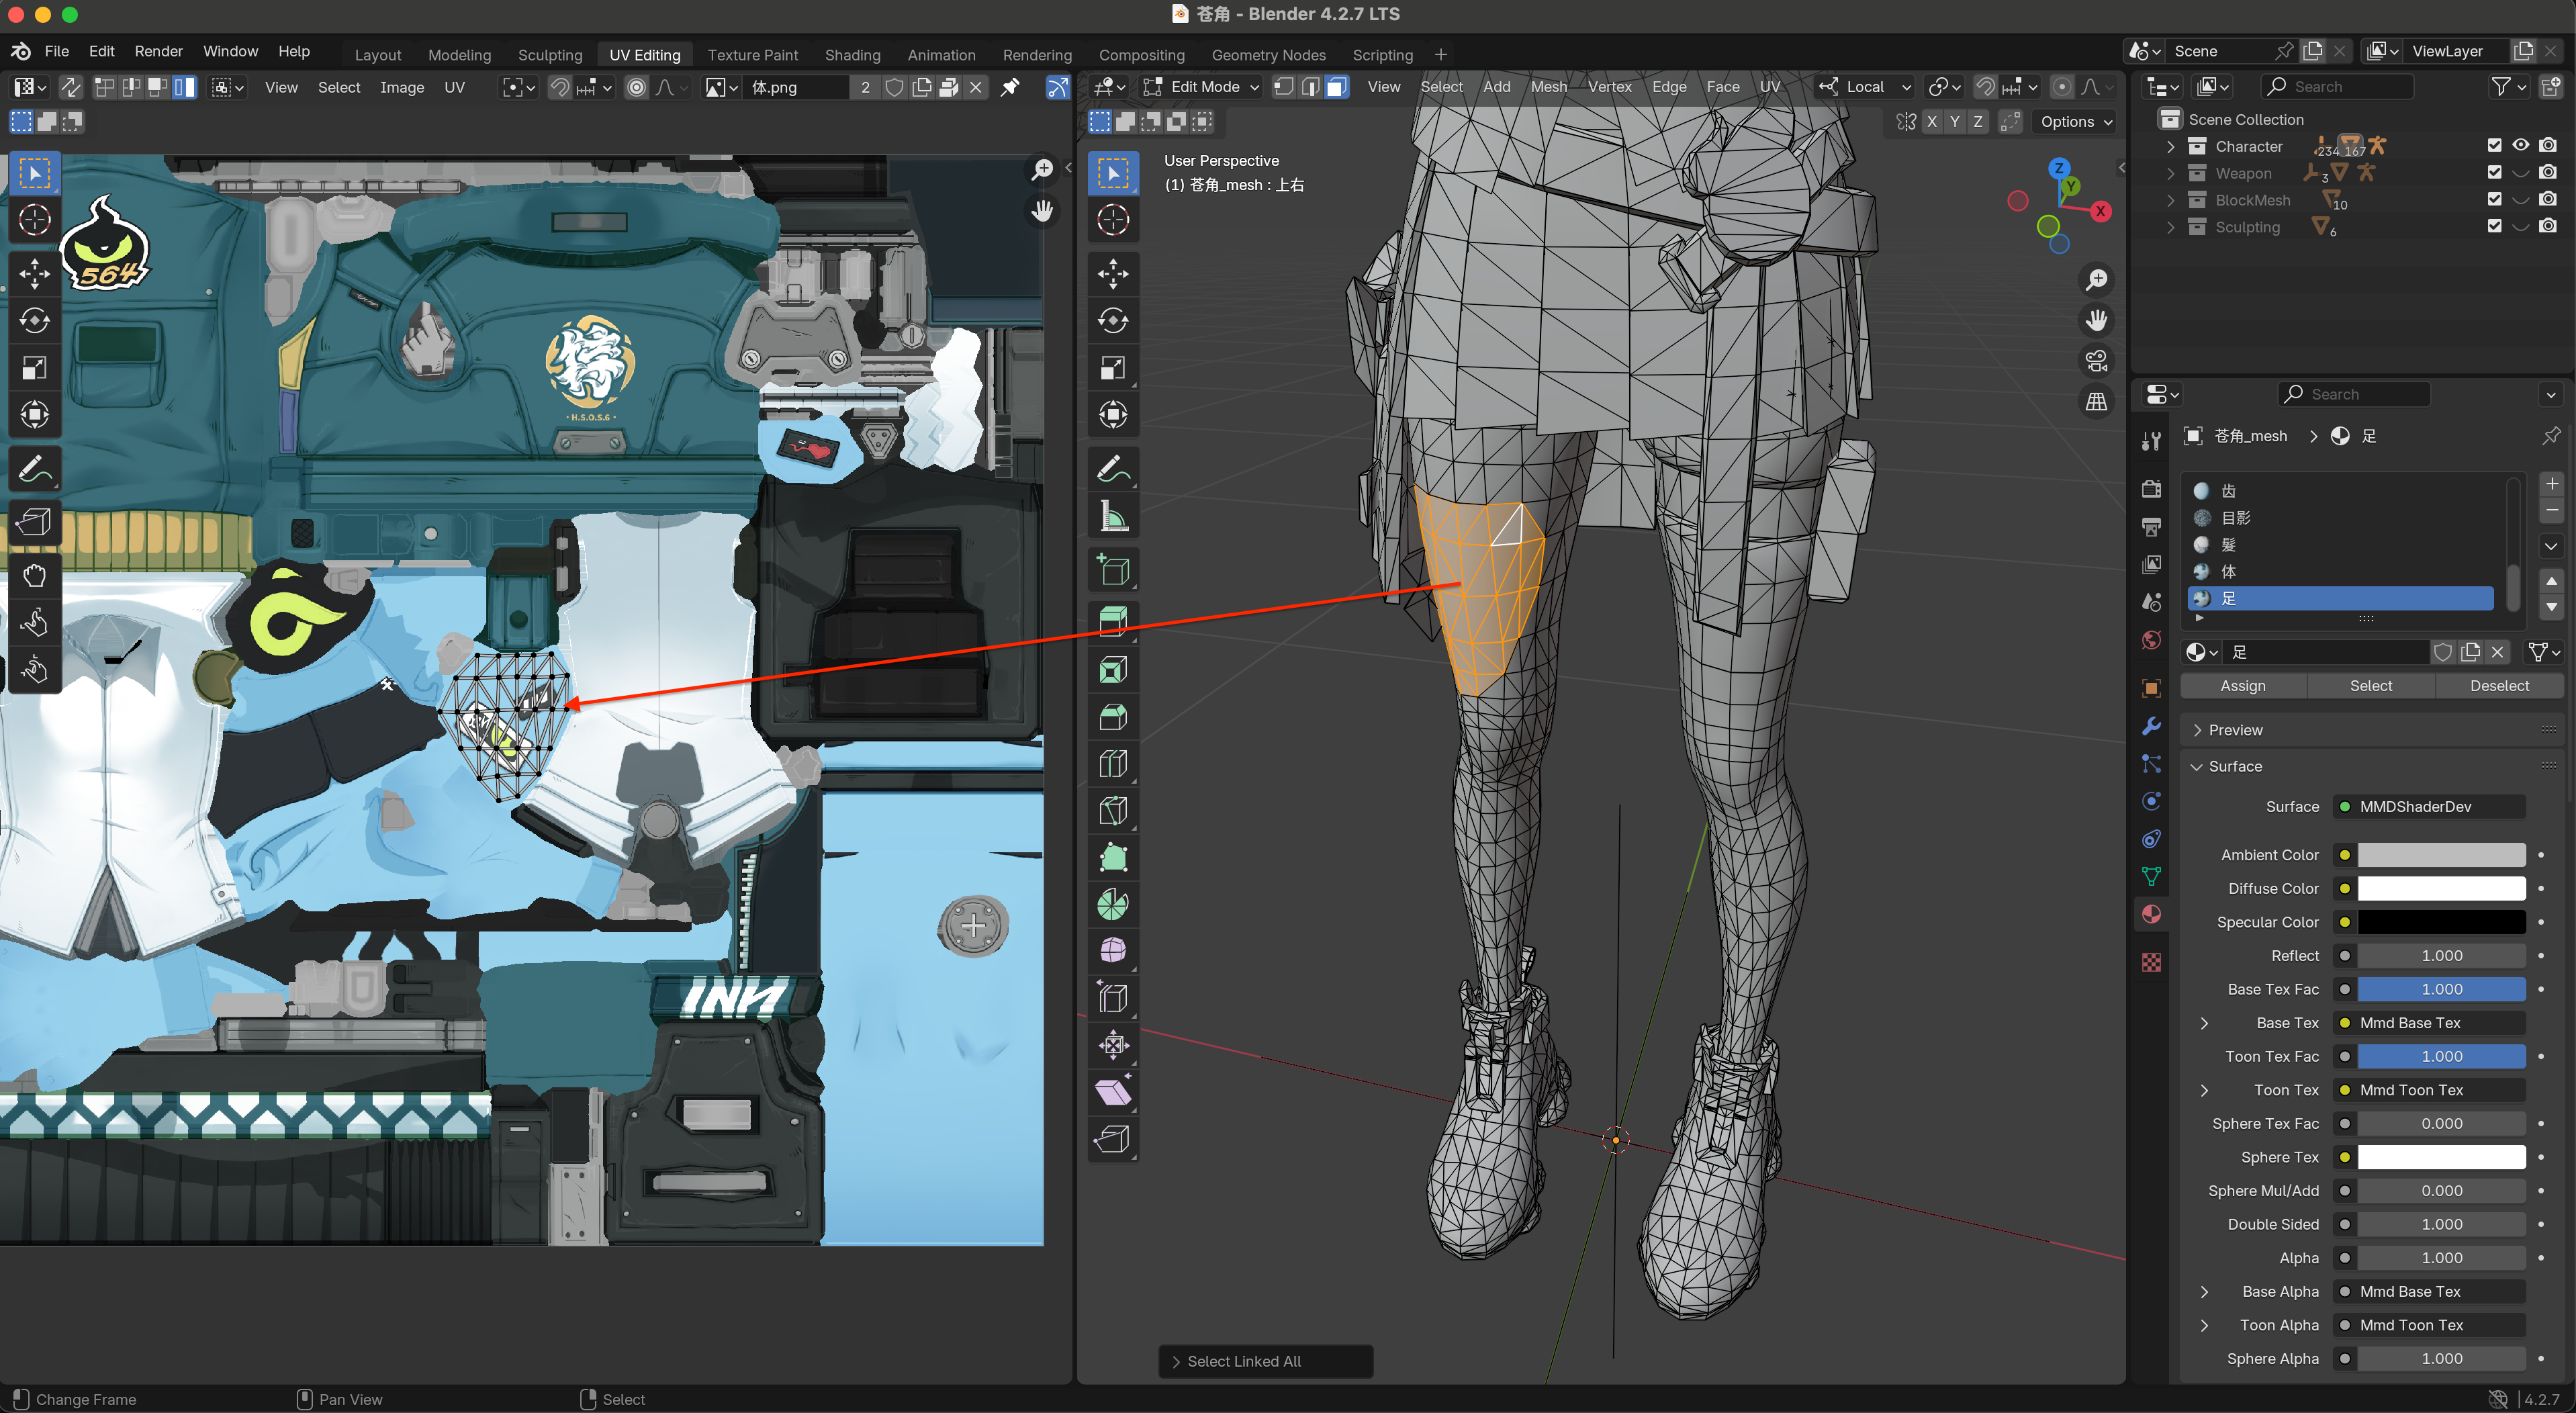 苍角 - Blender 4.2.7 LTS
File Edit Render Window Help Layout Modeling Sculpting UV Editing Texture Paint Shading Animation Rendering Compositing Geometry Nodes Scripting + Scene ViewLayer
View Select Image UV 体.png 2 Edit Mode View Select Add Mesh Vertex Edge Face UV Local Search
X Y Z Options
Scene Collection
Character 234 167
Weapon 3
BlockMesh 10
Sculpting 6
User Perspective
(1) 苍角_mesh : 上右
Z
Y
X
564
H.S.O.S.6
INN
Search
苍角_mesh > 足
齿
目影
髮
体
足
足
Assign Select Deselect
Preview
Surface
Surface MMDShaderDev
Ambient Color
Diffuse Color
Specular Color
Reflect 1.000
Base Tex Fac 1.000
Base Tex Mmd Base Tex
Toon Tex Fac 1.000
Toon Tex Mmd Toon Tex
Sphere Tex Fac 0.000
Sphere Tex
Sphere Mul/Add 0.000
Double Sided 1.000
Alpha 1.000
Base Alpha Mmd Base Tex
Toon Alpha Mmd Toon Tex
Sphere Alpha 1.000
Select Linked All
Change Frame Pan View Select 4.2.7